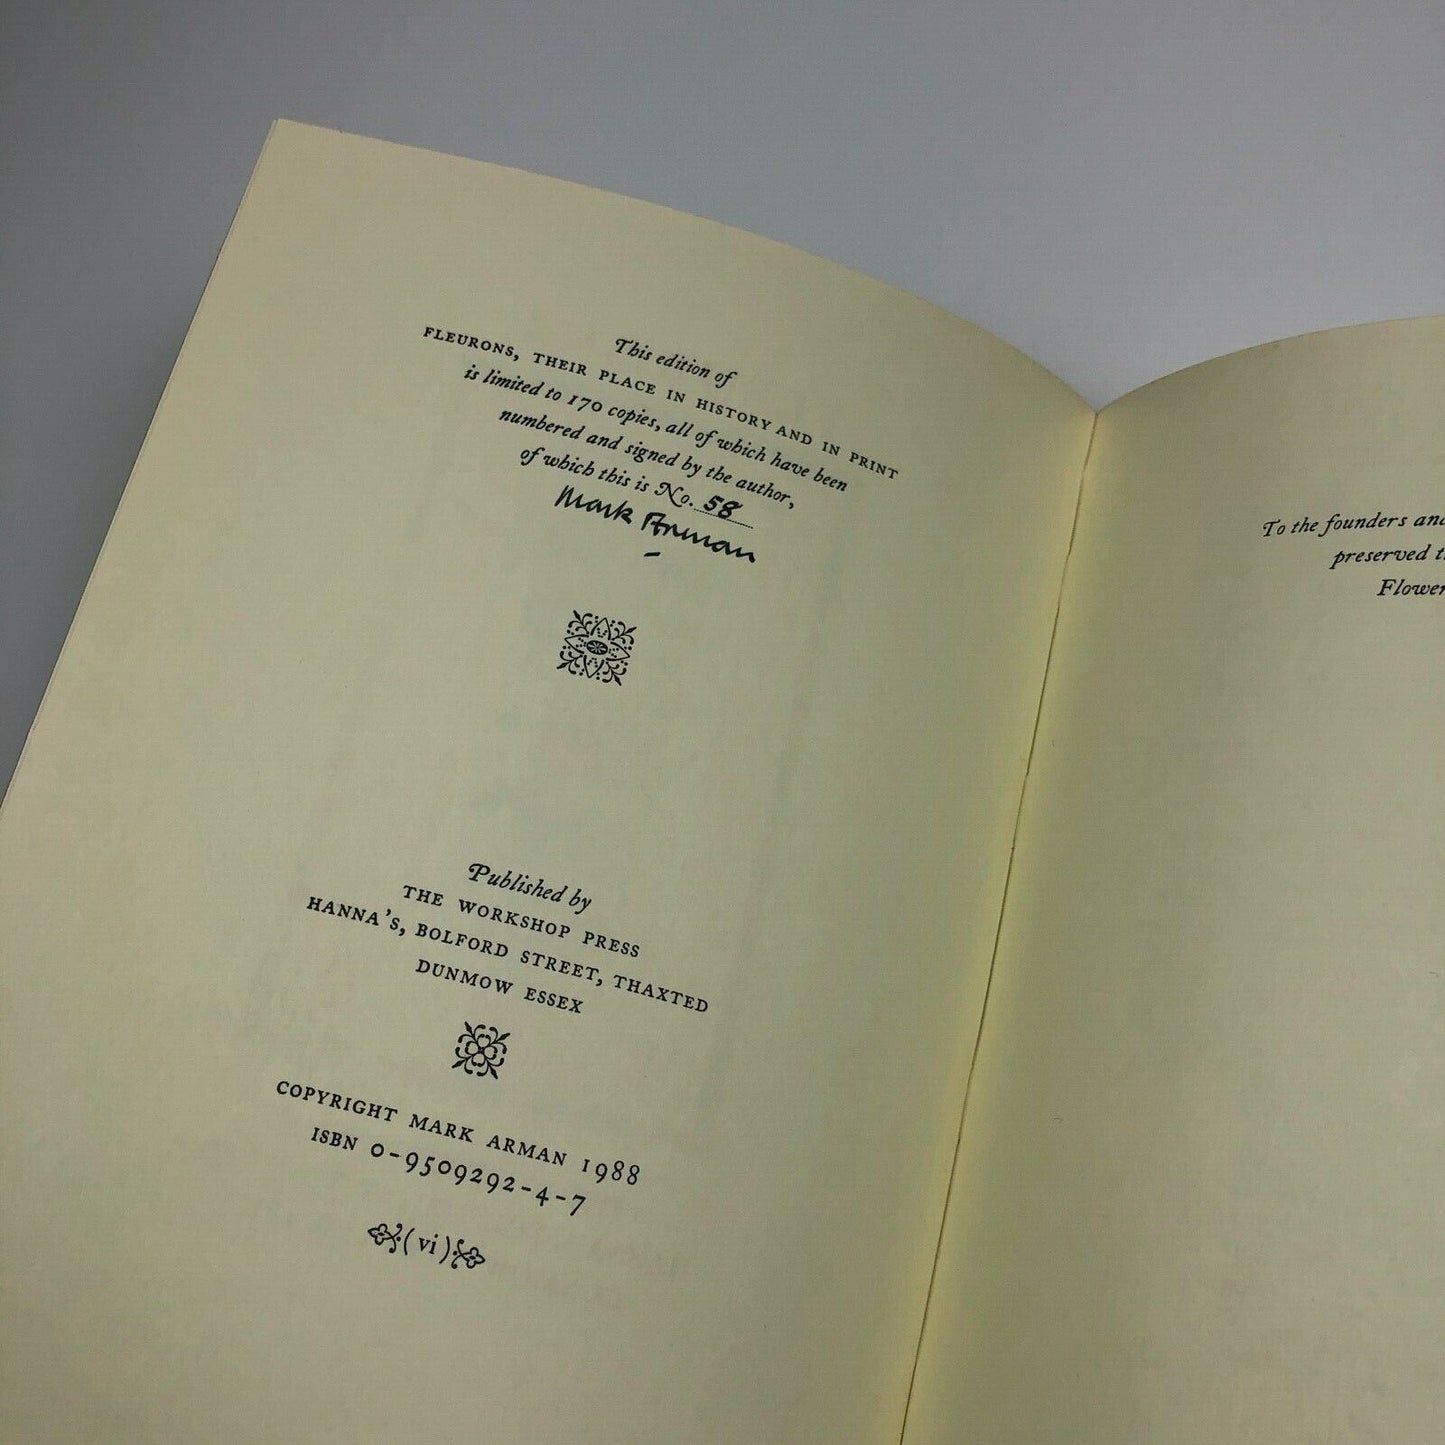 This edition of
FLEURONS, THEIR PLACE IN HISTORY AND IN PRINT
is limited to 170 copies, all of which have been
numbered and signed by the author,
of which this is No. 58
Mark Arman
Published by
THE WORKSHOP PRESS
HANNA'S, BOLFORD STREET, THAXTED
DUNMOW ESSEX
COPYRIGHT MARK ARMAN 1988
ISBN 0-9509292-4-7
(vi)
To the founders and
preserved
Flower